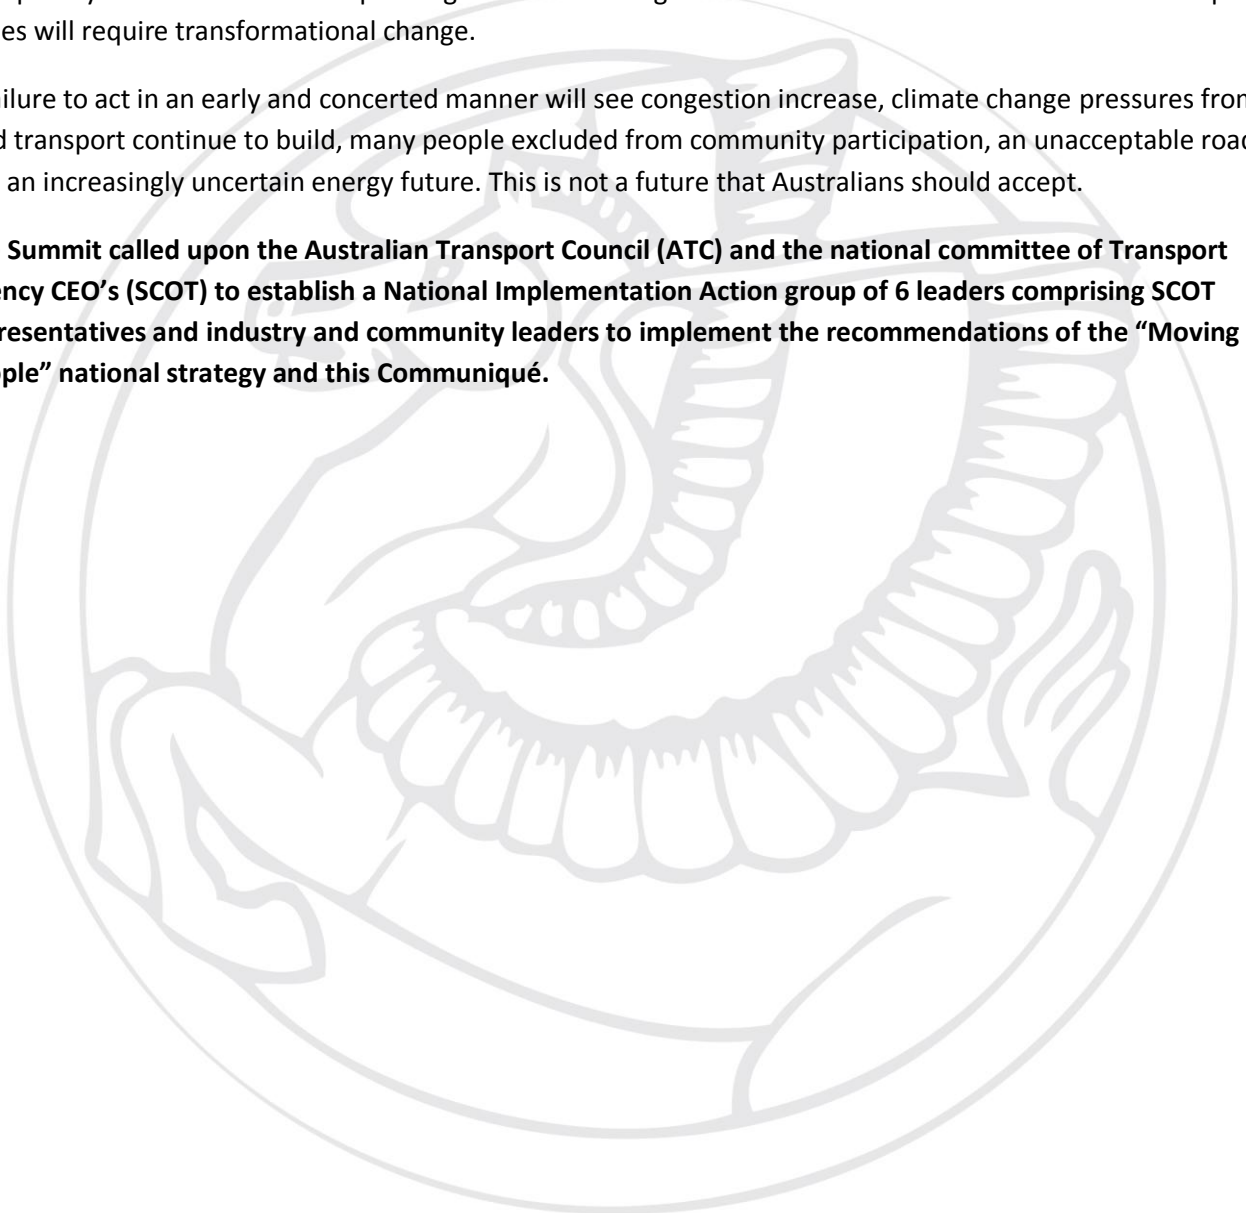 es will require transformational change.
ilure to act in an early and concerted manner will see congestion increase, climate change pressures from
d transport continue to build, many people excluded from community participation, an unacceptable road
an increasingly uncertain energy future. This is not a future that Australians should accept.
Summit called upon the Australian Transport Council (ATC) and the national committee of Transport
ncy CEO’s (SCOT) to establish a National Implementation Action group of 6 leaders comprising SCOT
resentatives and industry and community leaders to implement the recommendations of the “Moving
ple” national strategy and this Communiqué.